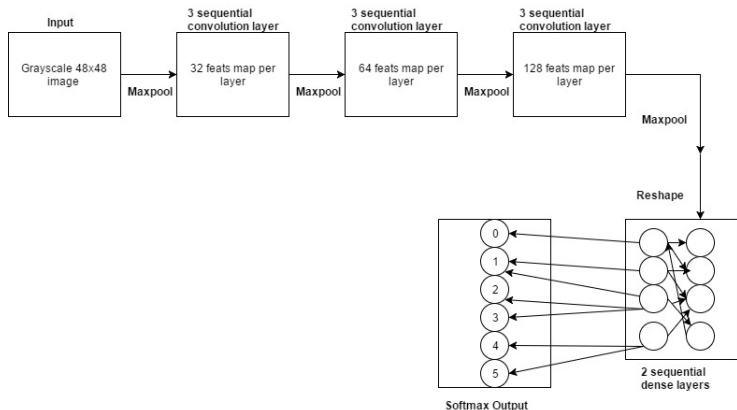 Input
3 sequential
convolution layer
3 sequential
convolution layer
3 sequential
convolution layer
Grayscale 48x48
image
32 feats map per
layer
64 feats map per
layer
128 feats map per
layer
Maxpool
Maxpool
Maxpool
Maxpool
Reshape
0
1
2
3
4
5
2 sequential
dense layers
Softmax Output